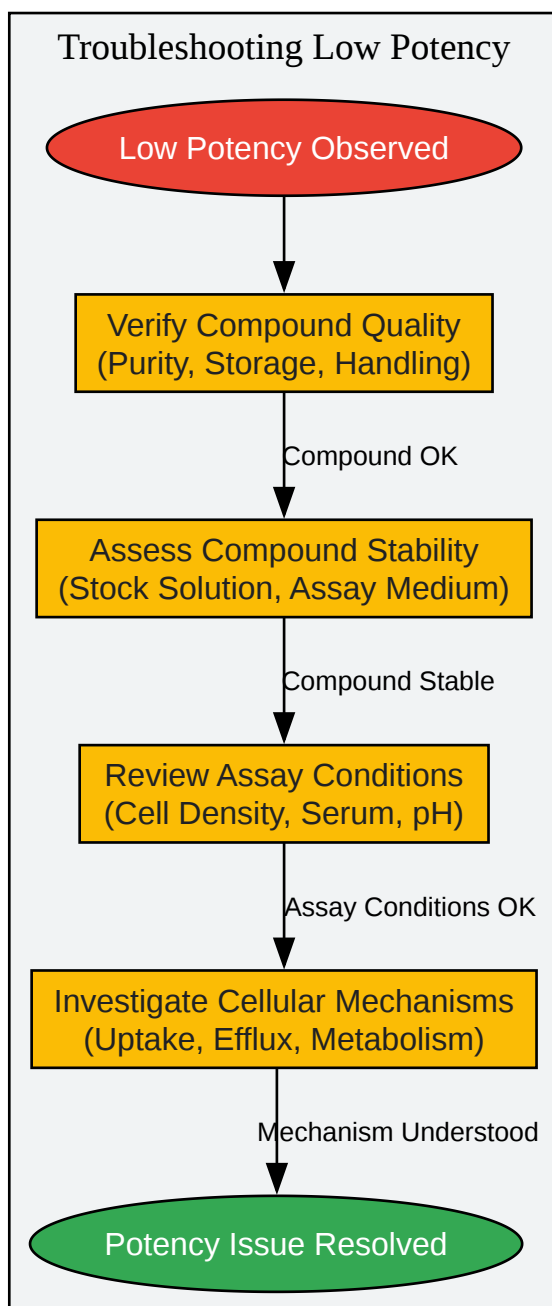 Troubleshooting Low Potency
Low Potency Observed
Verify Compound Quality
(Purity, Storage, Handling)
Compound OK
Assess Compound Stability
(Stock Solution, Assay Medium)
Compound Stable
Review Assay Conditions
(Cell Density, Serum, pH)
Assay Conditions OK
Investigate Cellular Mechanisms
(Uptake, Efflux, Metabolism)
Mechanism Understood
Potency Issue Resolved